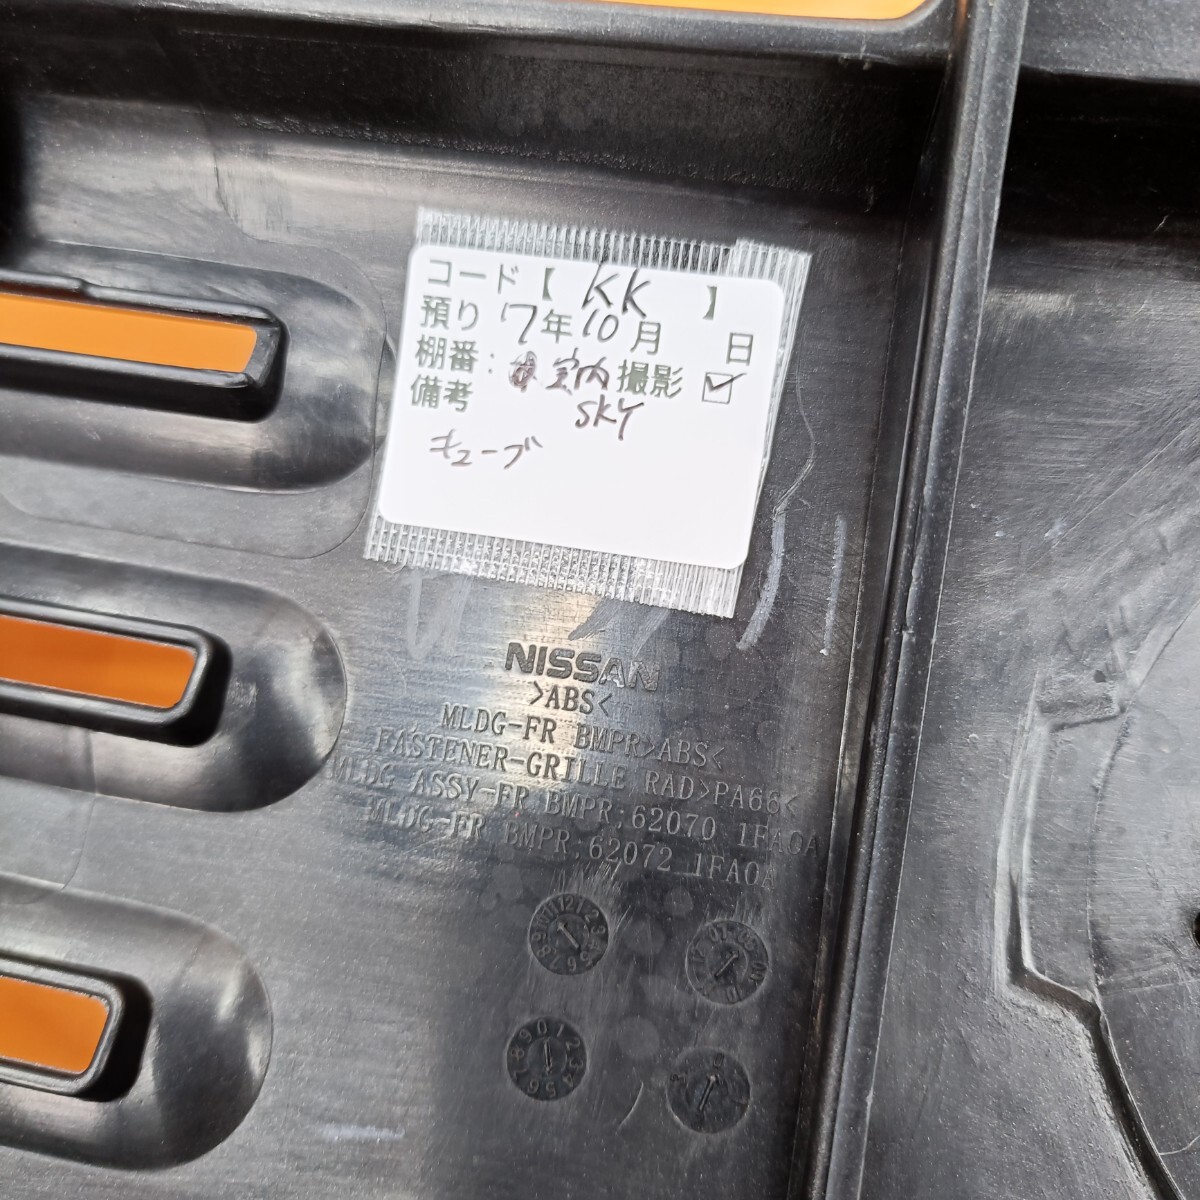 コード【 KK 】
預り 17年10月 日
棚番: 室内 撮影 ✓
備考 SKY
キューブ
NISSAN
>ABS<
MLDG-FR BMPR>ABS<
FASTENER-GRILLE RAD>PA66<
MLDG ASSY-FR BMPR;62070 1FA0A
MLDG-FR BMPR;62072 1FA0A